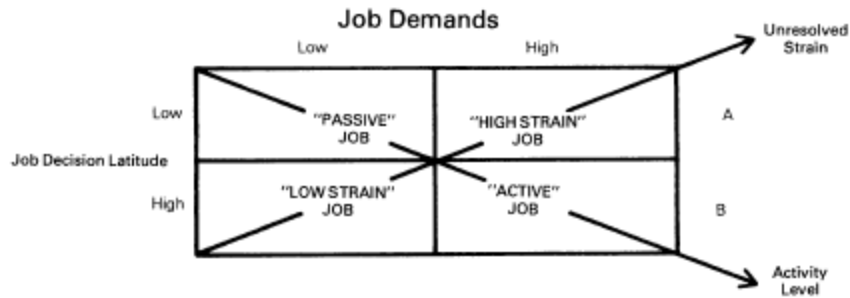 Job Demands
Low
High
Unresolved
Strain
Low
"PASSIVE"
JOB
"HIGH STRAIN"
JOB
A
Job Decision Latitude
High
"LOW STRAIN"
JOB
"ACTIVE"
JOB
B
Activity
Level